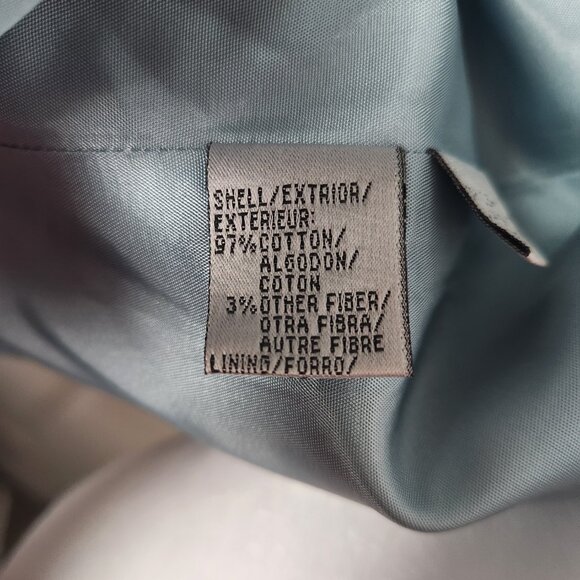 SHELL/EXTRIOR/
EXTERIEUR:
97%COTTON/
ALGODON/
COTON
3%OTHER FIBER/
OTRA FIBRA/
AUTRE FIBRE
LINING/FORRO/